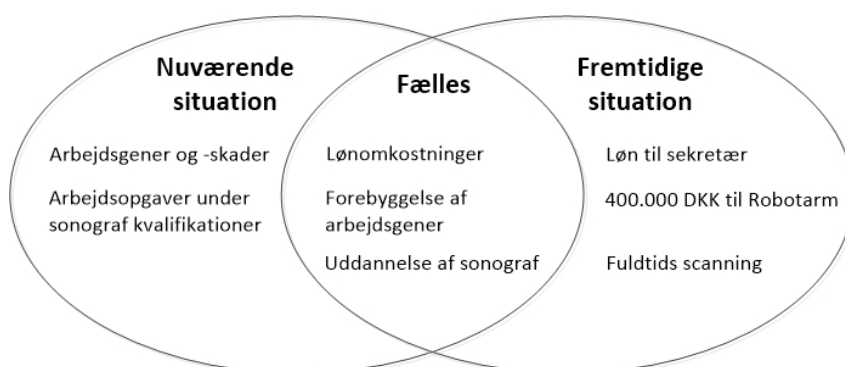 Nuværende
situation
Arbejdsgener og -skader
Arbejdsopgaver under
sonograf kvalifikationer
Fælles
Lønomkostninger
Forebyggelse af
arbejdsgener
Uddannelse af sonograf
Fremtidige
situation
Løn til sekretær
400.000 DKK til Robotarm
Fuldtids scanning